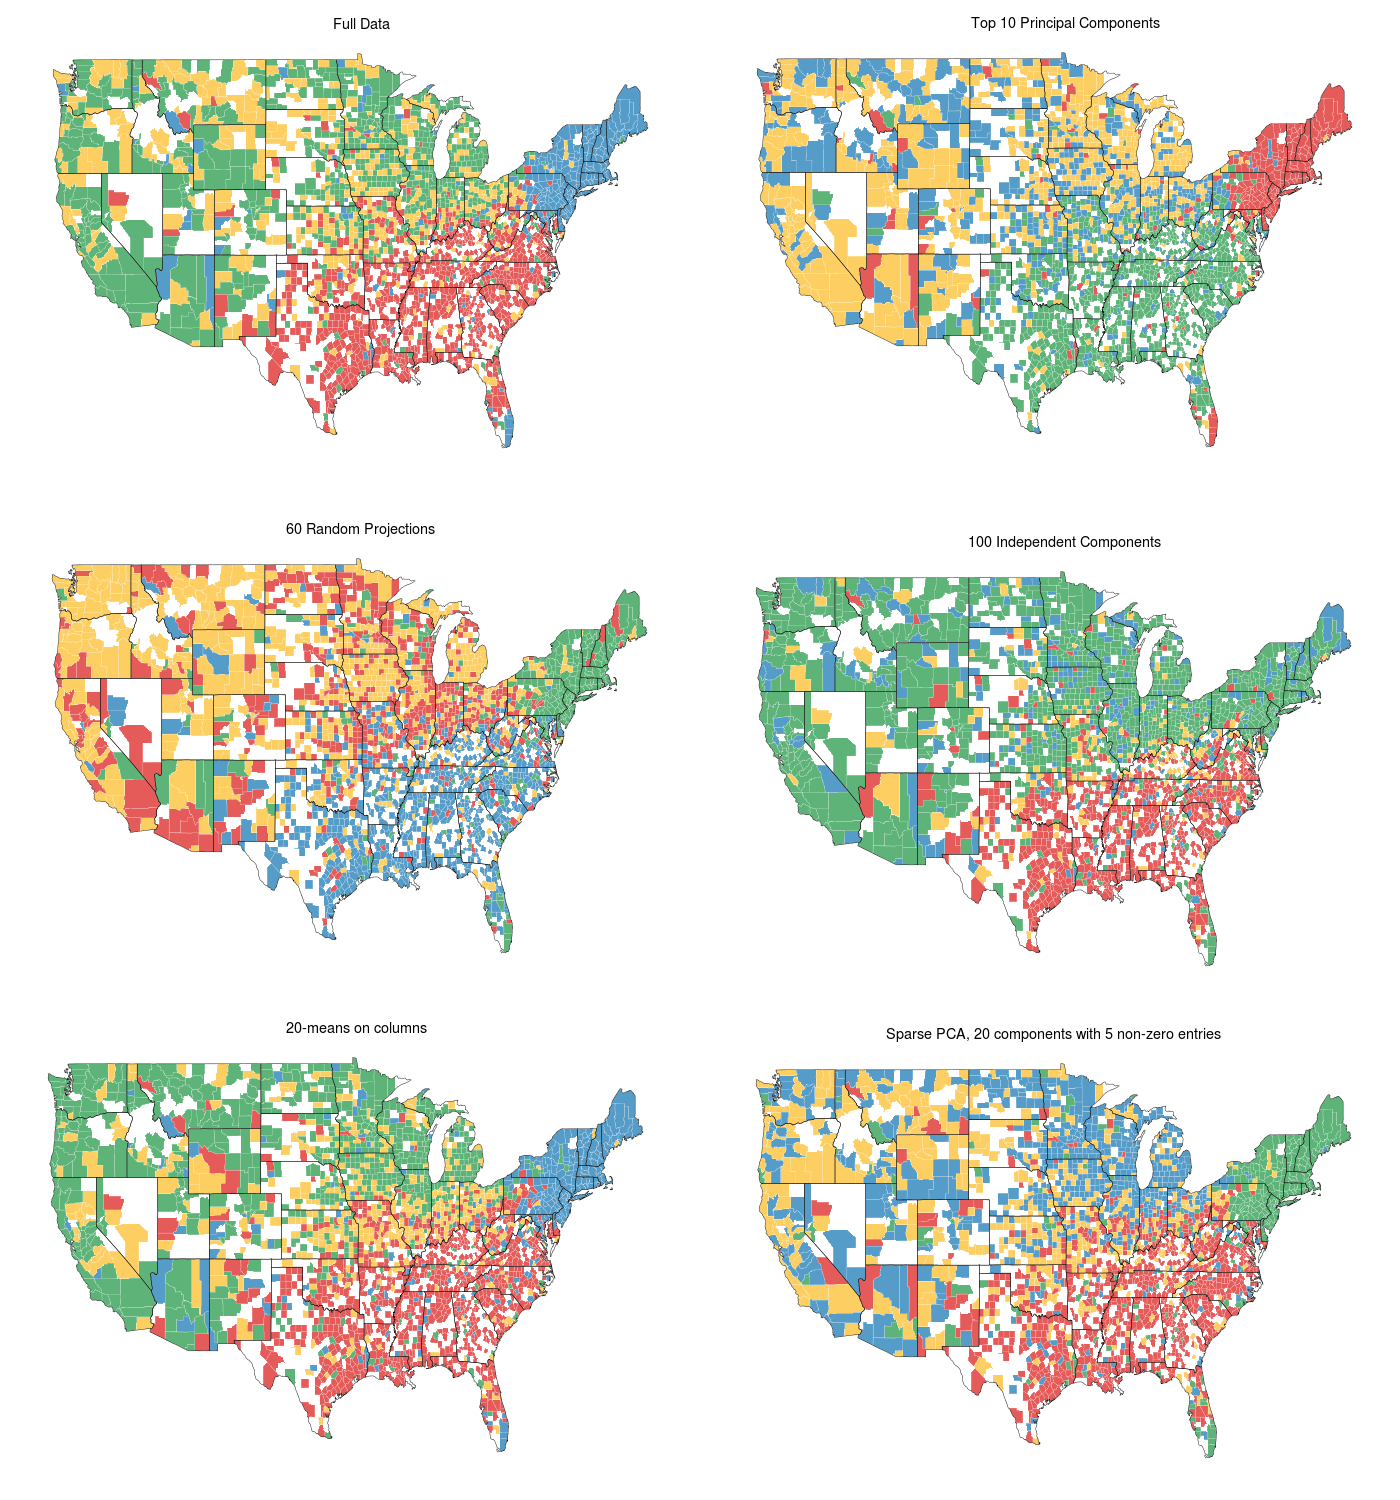 Full Data
Top 10 Principal Components
60 Random Projections
100 Independent Components
20-means on columns
Sparse PCA, 20 components with 5 non-zero entries